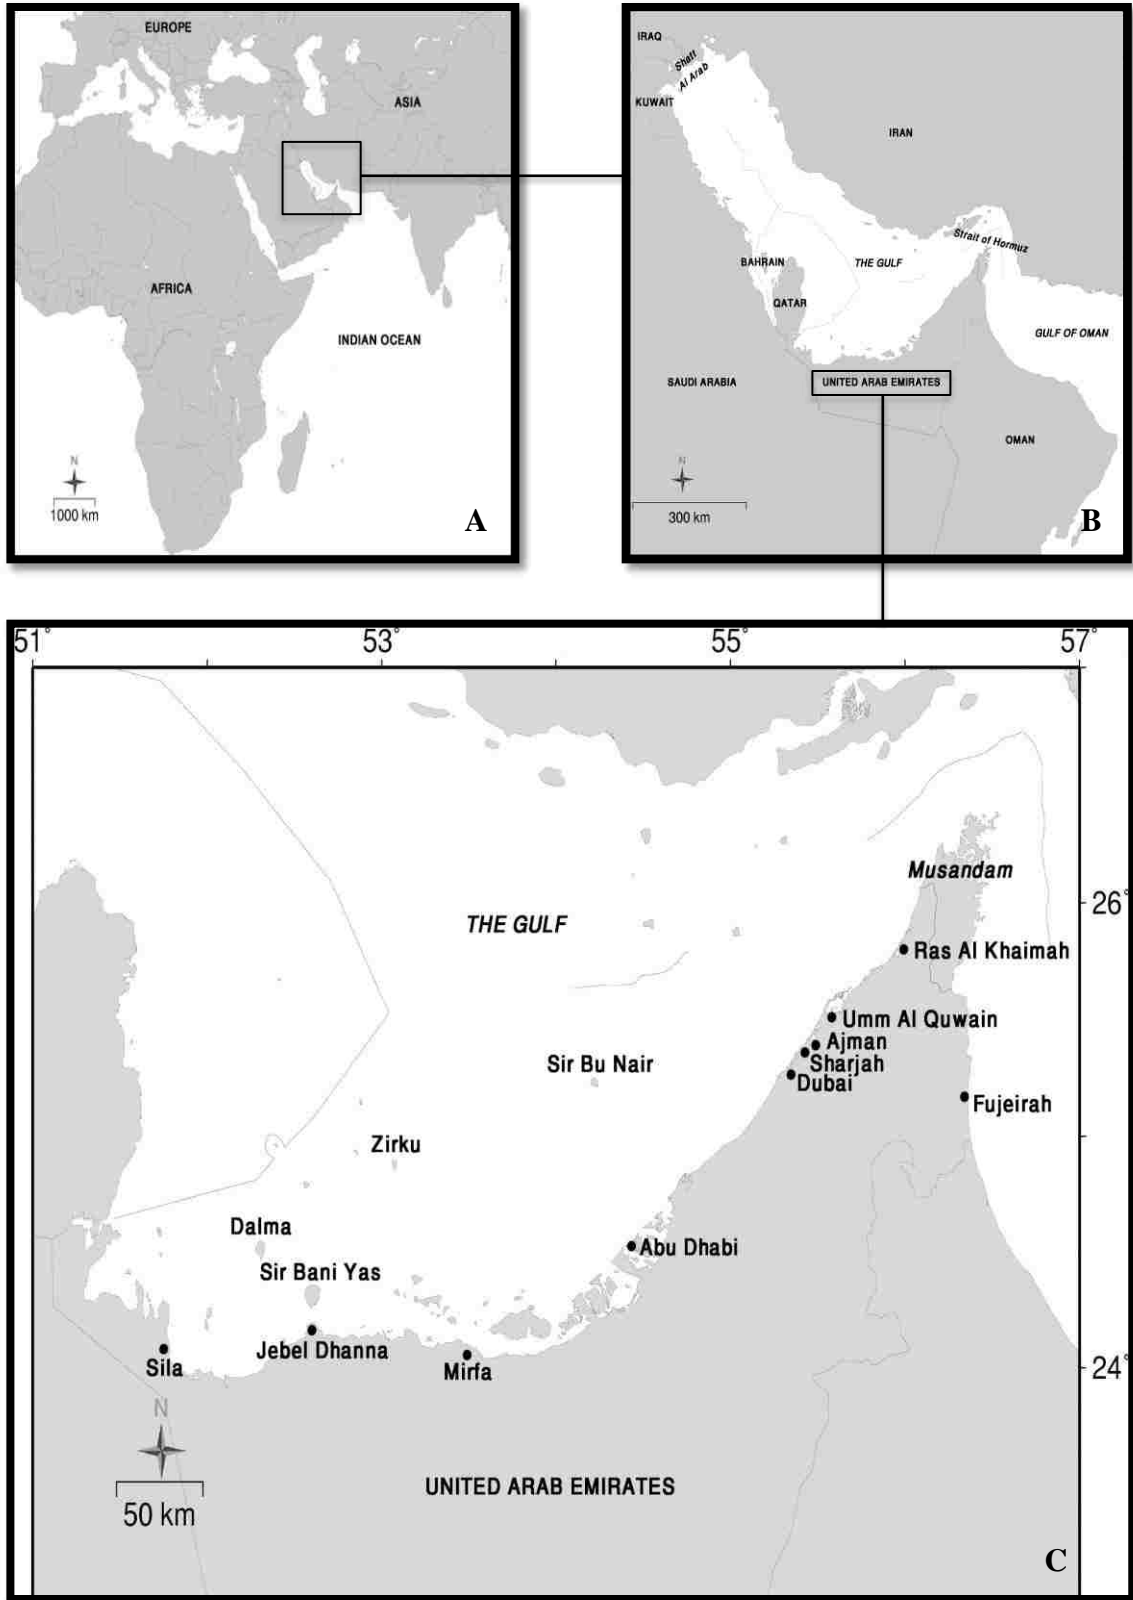 EUROPE
ASIA
AFRICA
INDIAN OCEAN
N
1000 km
A
IRAQ
Shatt
Al Arab
KUWAIT
IRAN
Strait of Hormuz
BAHRAIN
THE GULF
QATAR
GULF OF OMAN
SAUDI ARABIA
UNITED ARAB EMIRATES
OMAN
N
300 km
B
51°
53°
55°
57°
Musandam
26°
THE GULF
Ras Al Khaimah
Umm Al Quwain
Ajman
Sharjah
Sir Bu Nair
Dubai
Fujeirah
Zirku
Dalma
Abu Dhabi
Sir Bani Yas
Jebel Dhanna
Sila
Mirfa
24°
N
UNITED ARAB EMIRATES
50 km
C